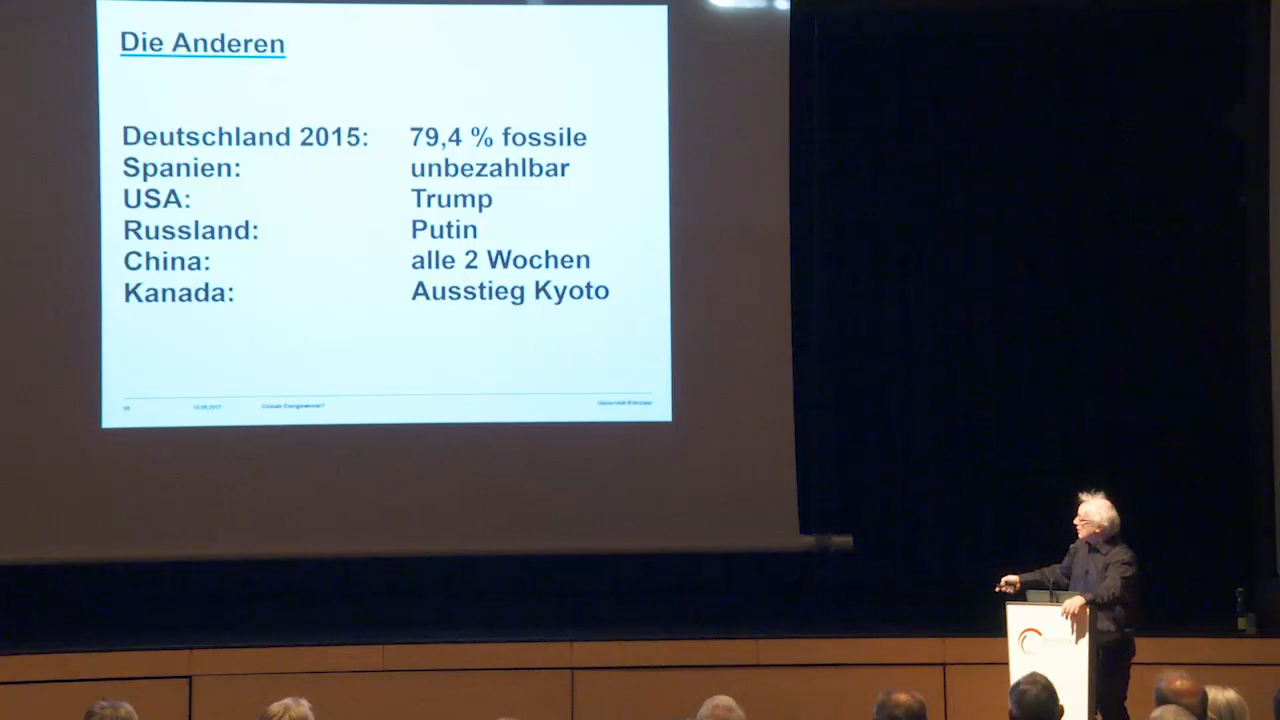 Die Anderen
Deutschland 2015: 79,4 % fossile
Spanien: unbezahlbar
USA: Trump
Russland: Putin
China: alle 2 Wochen
Kanada: Ausstieg Kyoto